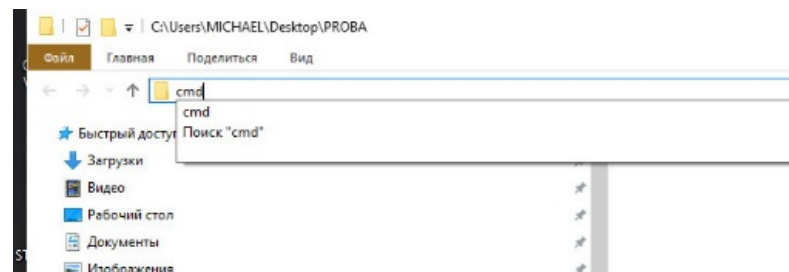 C:\Users\MICHAEL\Desktop\PROBA
Файл Главная Поделиться Вид
cmd
cmd
Поиск "cmd"
Быстрый доступ
Загрузки
Видео
Рабочий стол
Документы
Изображения